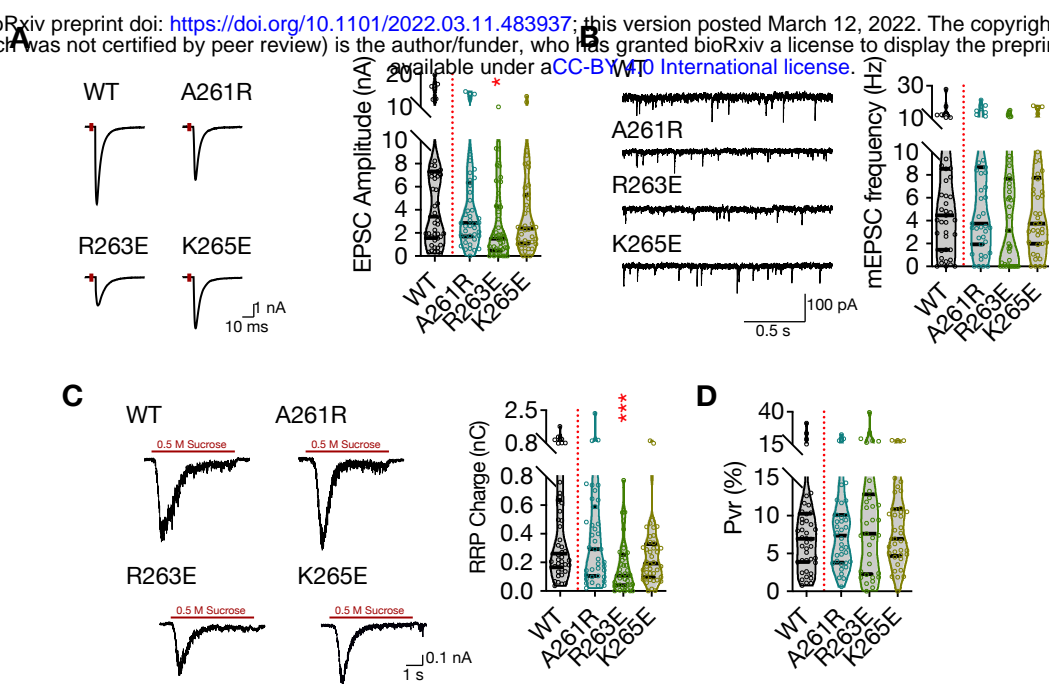 oRxiv preprint doi: https://doi.org/10.1101/2022.03.11.483937; this version posted March 12, 2022. The copyrigh
ch was not certified by peer review) is the author/funder, who has granted bioRxiv a license to display the prepri
available under aCC-BY 4.0 International license.
A
WT
A261R
R263E
K265E
1 nA
10 ms
EPSC Amplitude (nA)
20
10
10
8
6
4
2
0
*
WT
A261R
R263E
K265E
B
WT
A261R
R263E
K265E
100 pA
0.5 s
mEPSC frequency (Hz)
30
10
10
8
6
4
2
0
WT
A261R
R263E
K265E
C
WT
A261R
0.5 M Sucrose
0.5 M Sucrose
R263E
K265E
0.5 M Sucrose
0.5 M Sucrose
0.1 nA
1 s
RRP Charge (nC)
2.5
0.8
0.8
0.6
0.4
0.2
0.0
***
WT
A261R
R263E
K265E
D
Pvr (%)
40
15
15
10
5
0
WT
A261R
R263E
K265E